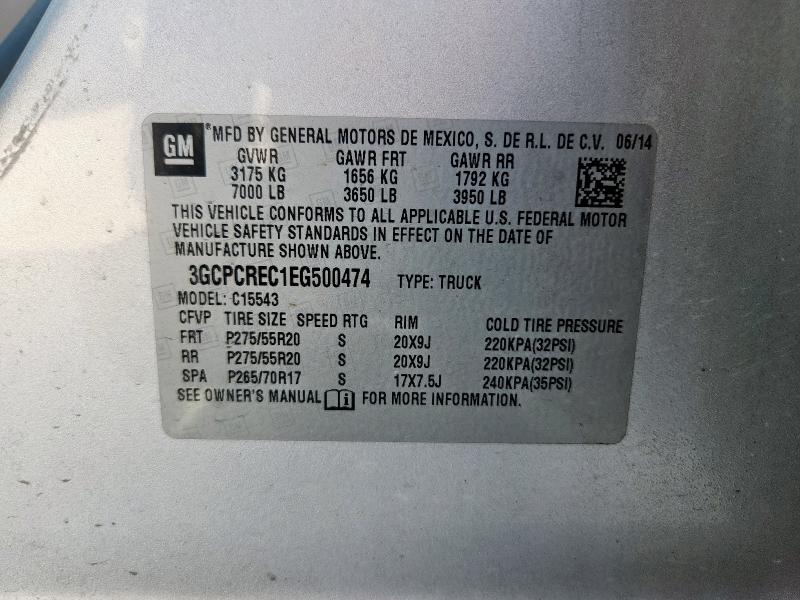 GM
®MFD BY GENERAL MOTORS DE MEXICO, S. DE R.L. DE C.V. 06/14
GVWR GAWR FRT GAWR RR
3175 KG 1656 KG 1792 KG
7000 LB 3650 LB 3950 LB
THIS VEHICLE CONFORMS TO ALL APPLICABLE U.S. FEDERAL MOTOR
VEHICLE SAFETY STANDARDS IN EFFECT ON THE DATE OF
MANUFACTURE SHOWN ABOVE.
3GCPCREC1EG500474 TYPE: TRUCK
MODEL: C15543
CFVP TIRE SIZE SPEED RTG RIM COLD TIRE PRESSURE
FRT P275/55R20 S 20X9J 220KPA(32PSI)
RR P275/55R20 S 20X9J 220KPA(32PSI)
SPA P265/70R17 S 17X7.5J 240KPA(35PSI)
SEE OWNER'S MANUAL i FOR MORE INFORMATION.